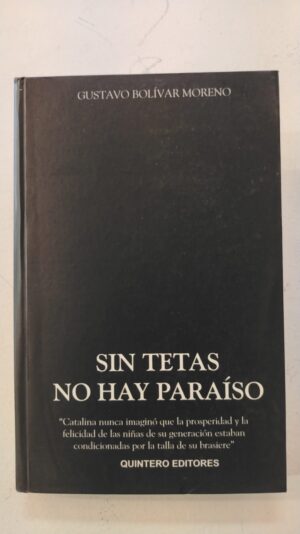 GUSTAVO BOLÍVAR MORENO
SIN TETAS
NO HAY PARAÍSO
"Catalina nunca imaginó que la prosperidad y la
felicidad de las niñas de su generación estaban
condicionadas por la talla de su brasiere"
QUINTERO EDITORES